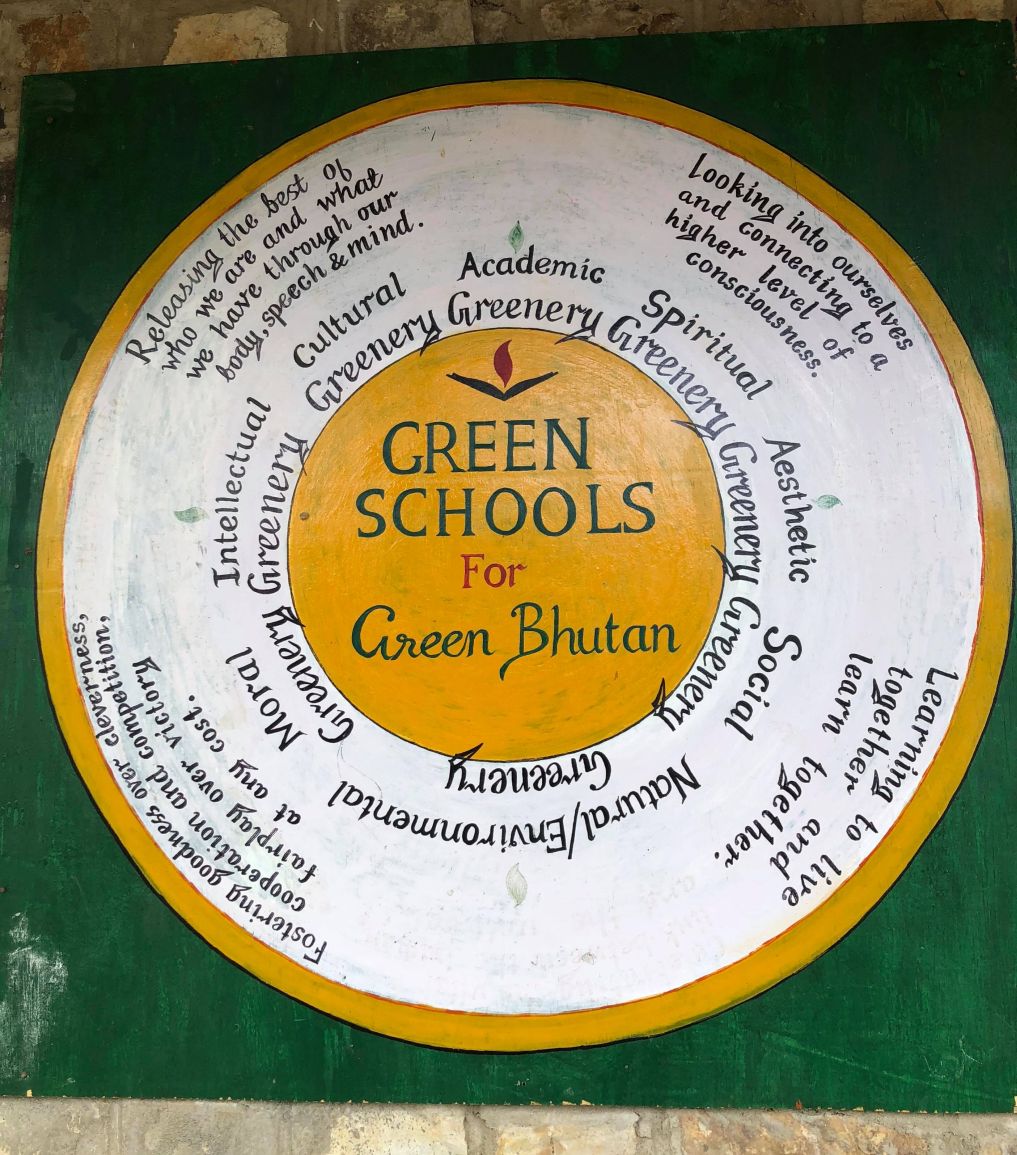 GREEN
SCHOOLS
For
Green Bhutan
Academic
Greenery
Spiritual
Greenery
Aesthetic
Greenery
Social
Greenery
Natural/Environmental
Greenery
Moral
Greenery
Intellectual
Greenery
Cultural
Greenery
Releasing the best of
who we are and what
we have through our
body, speech & mind.
Looking into ourselves
and connecting to a
higher level of
consciousness.
Learning to live
together and
learn together.
Fostering goodness over cleverness,
cooperation and competition,
fairplay over victory
at any cost.